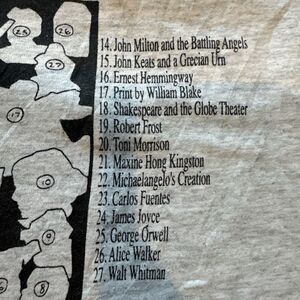 25
26
27
17
10
9
8
14. John Milton and the Battling Angels
15. John Keats and a Grecian Urn
16. Ernest Hemmingway
17. Print by William Blake
18. Shakespeare and the Globe Theater
19. Robert Frost
20. Toni Morrison
21. Maxine Hong Kingston
22. Michaelangelo's Creation
23. Carlos Fuentes
24. James Joyce
25. George Orwell
26. Alice Walker
27. Walt Whitman